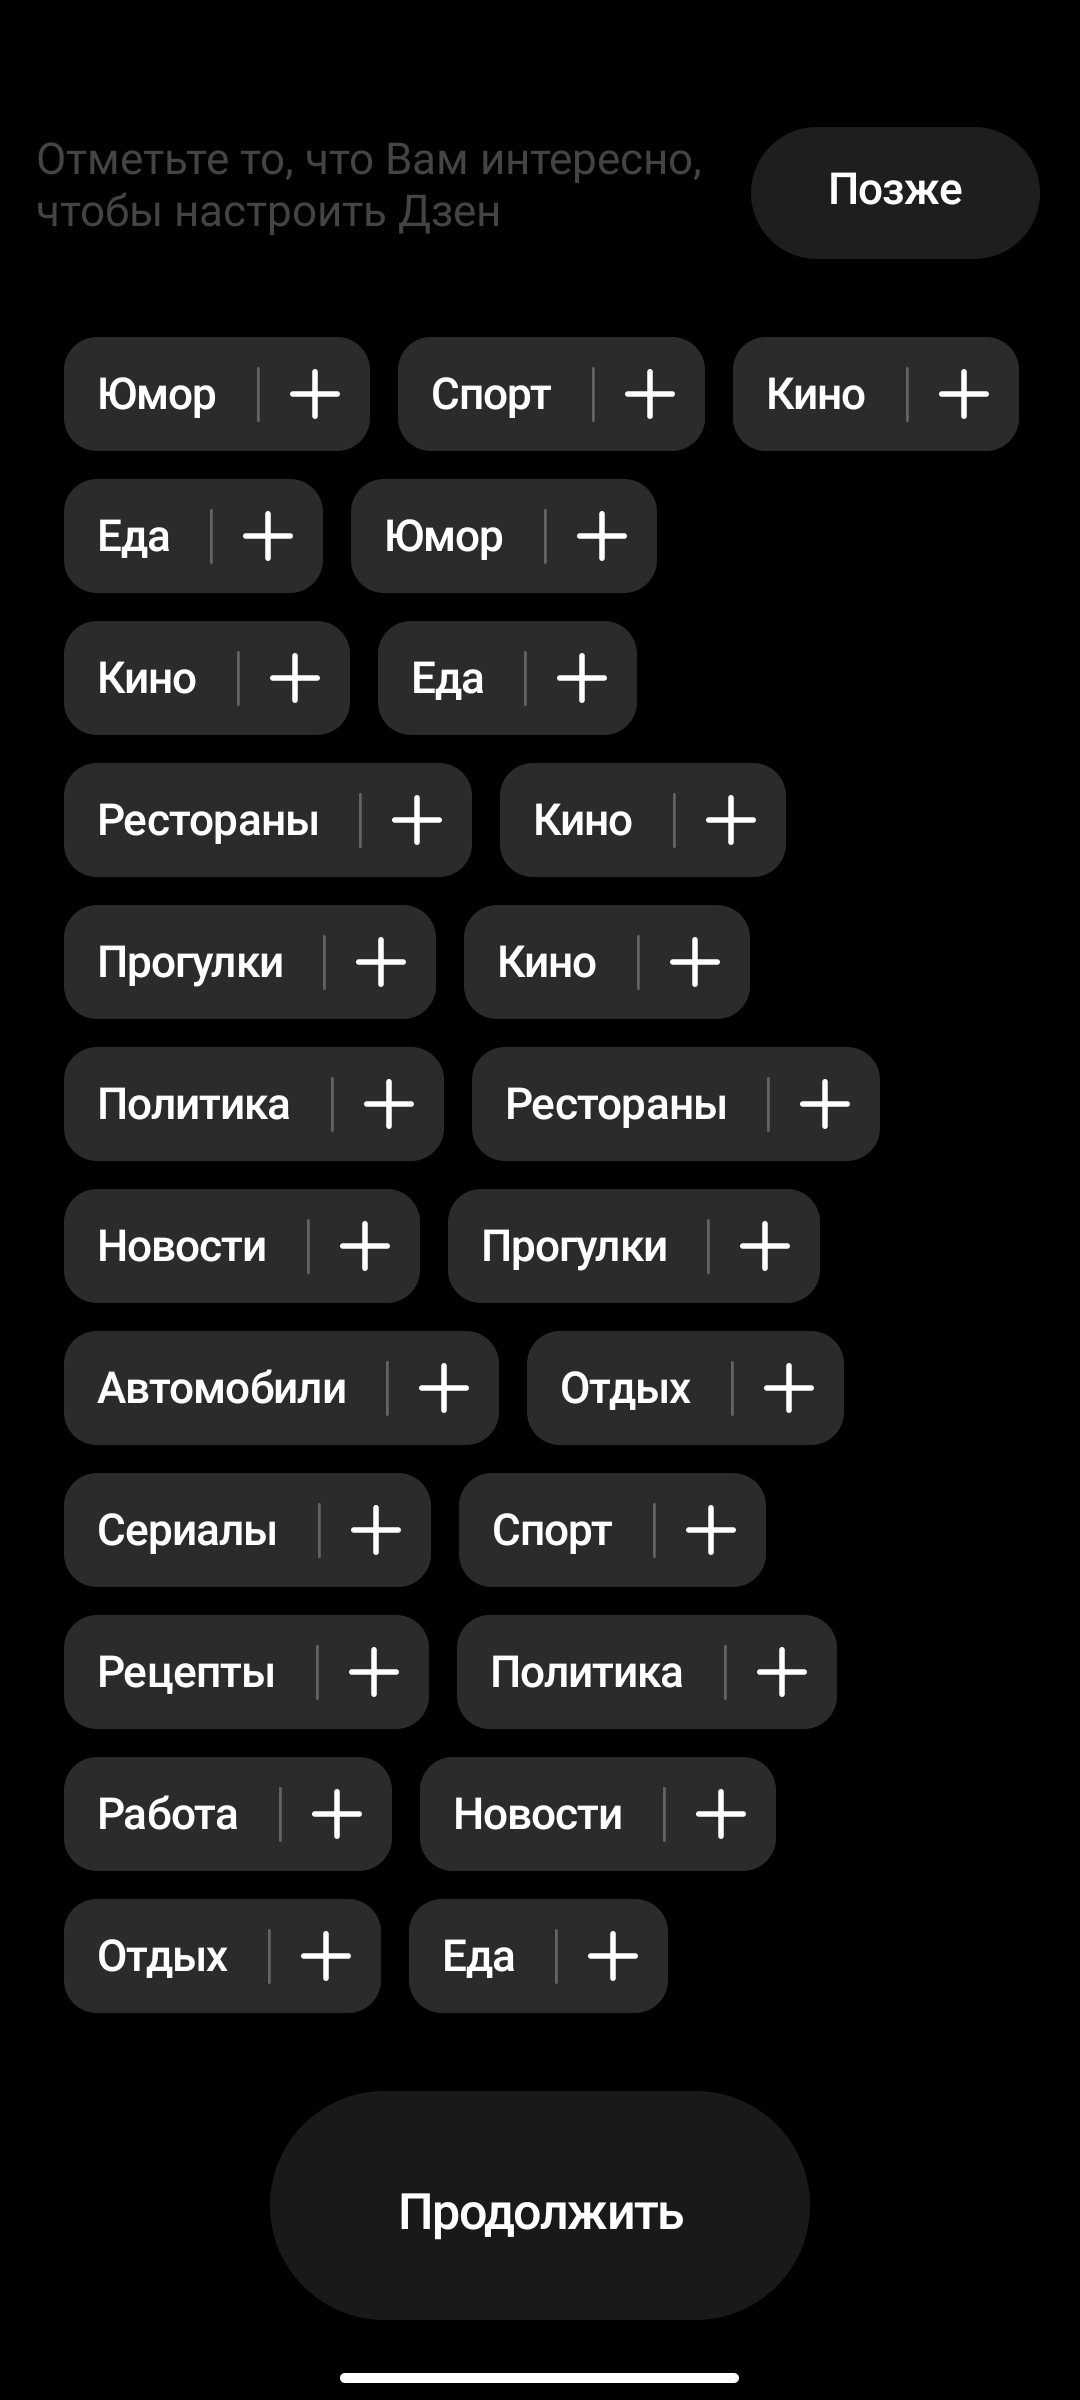 Отметьте то, что Вам интересно,
чтобы настроить Дзен
Позже
Юмор Спорт Кино
Еда Юмор
Кино Еда
Рестораны Кино
Прогулки Кино
Политика Рестораны
Новости Прогулки
Автомобили Отдых
Сериалы Спорт
Рецепты Политика
Работа Новости
Отдых Еда
Продолжить